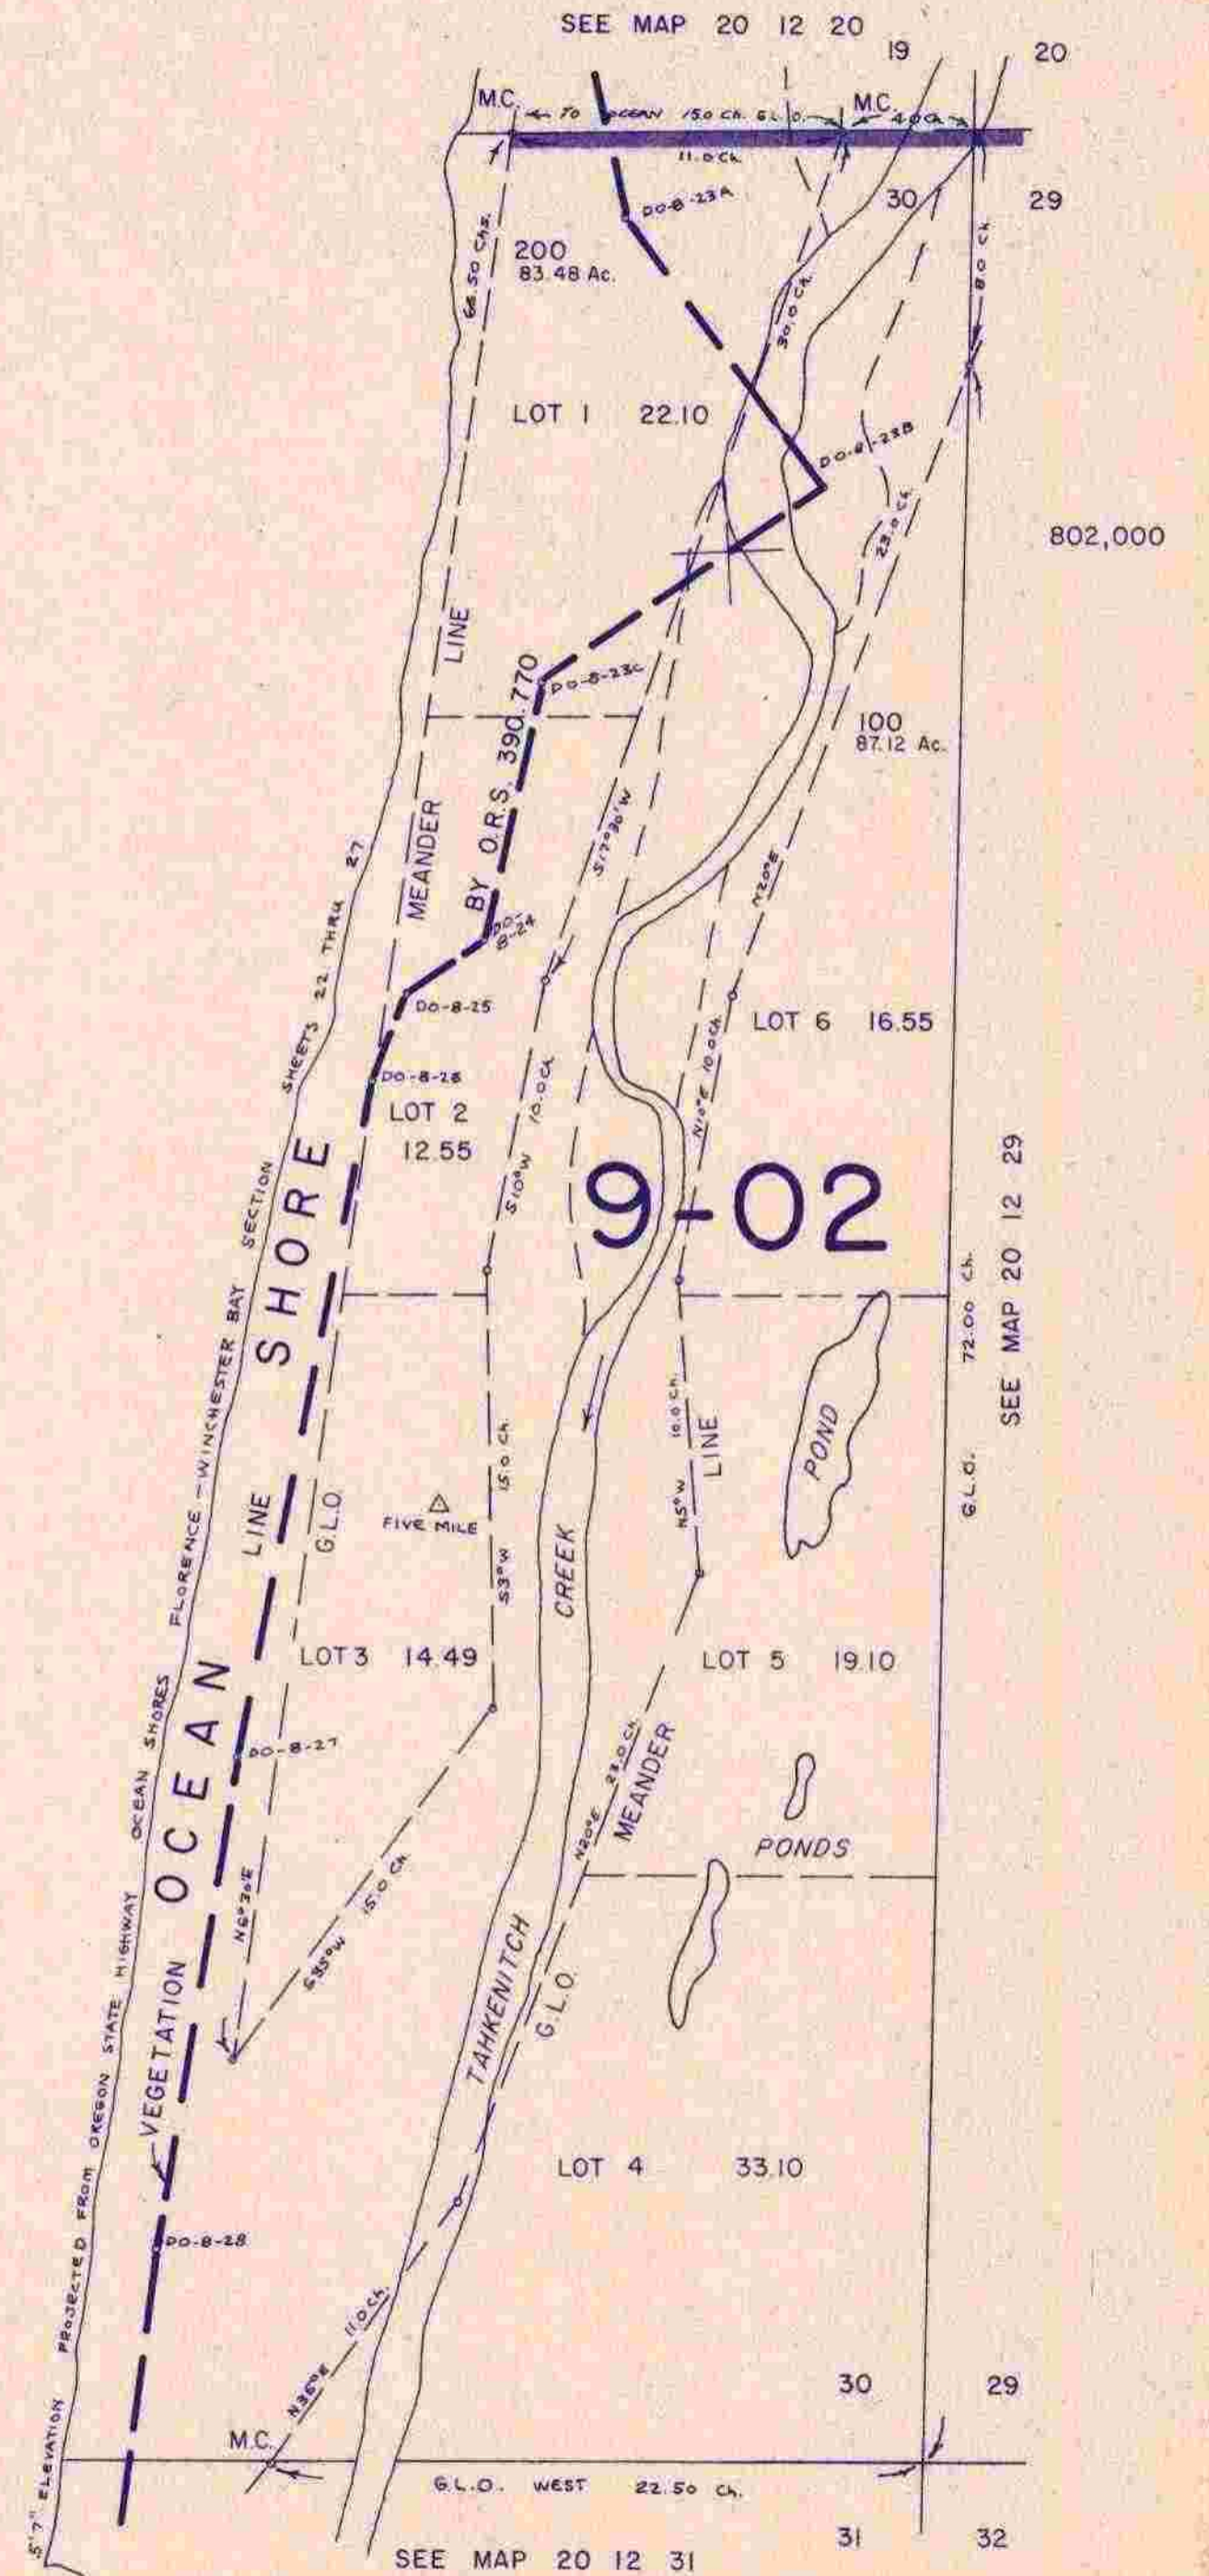 SEE MAP 20 12 20
19
20
M.C.
TO OCEAN 15.0 Ch. G.L.O.
M.C.
4.0 Ch.
11.0 Ch.
30
29
DO-8-23A
200
83.48 Ac.
8.0 Ch
30.0 Ch.
LOT 1 22.10
DO-8-23B
23.0 Ch.
802,000
LINE
DO-8-23C
BY O.R.S. 390.770
100
87.12 Ac.
MEANDER
S17°30'W
N20°E
DO-8-24
DO-8-25
LOT 6 16.55
DO-8-26
LOT 2
12.55
10.0 Ch
S10°W
N10°E 10.0 Ch.
9-02
SEE MAP 20 12 29
G.L.O. 72.00 Ch.
OCEAN SHORE
VEGETATION LINE
G.L.O.
15.0 Ch.
S3°W
FIVE MILE
10.0 Ch.
N5°W
LINE
POND
TAHKENITCH CREEK
LOT 3 14.49
LOT 5 19.10
DO-8-27
N20°E 23.0 Ch.
MEANDER
PONDS
N6°30'E
15.0 Ch.
S35°W
G.L.O.
LOT 4 33.10
DO-8-28
11.0 Ch.
N36°E
5'7" ELEVATION PROJECTED FROM OREGON STATE HIGHWAY OCEAN SHORES FLORENCE - WINCHESTER BAY SECTION SHEETS 22 THRU 27
30
29
M.C.
G.L.O. WEST 22.50 Ch.
31
32
SEE MAP 20 12 31